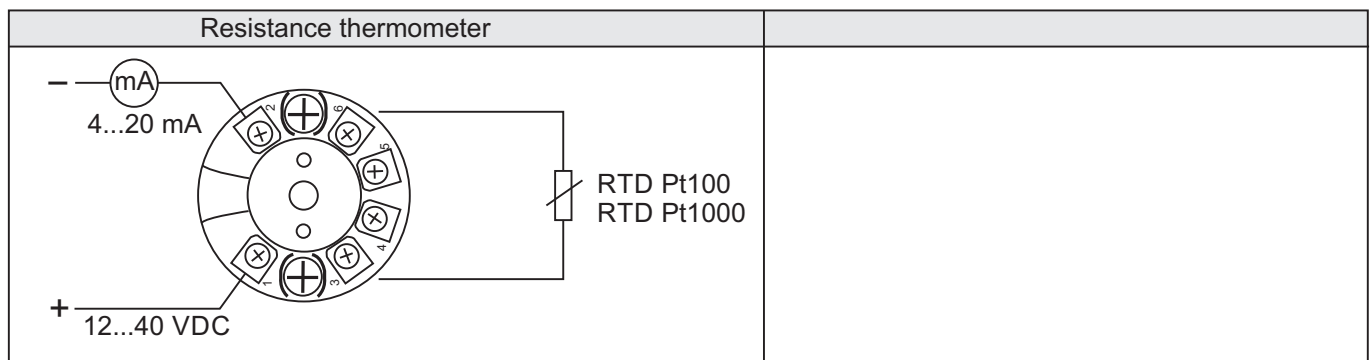 Resistance thermometer
− mA
4...20 mA
2
6
5
4
3
1
RTD Pt100
RTD Pt1000
+
12...40 VDC